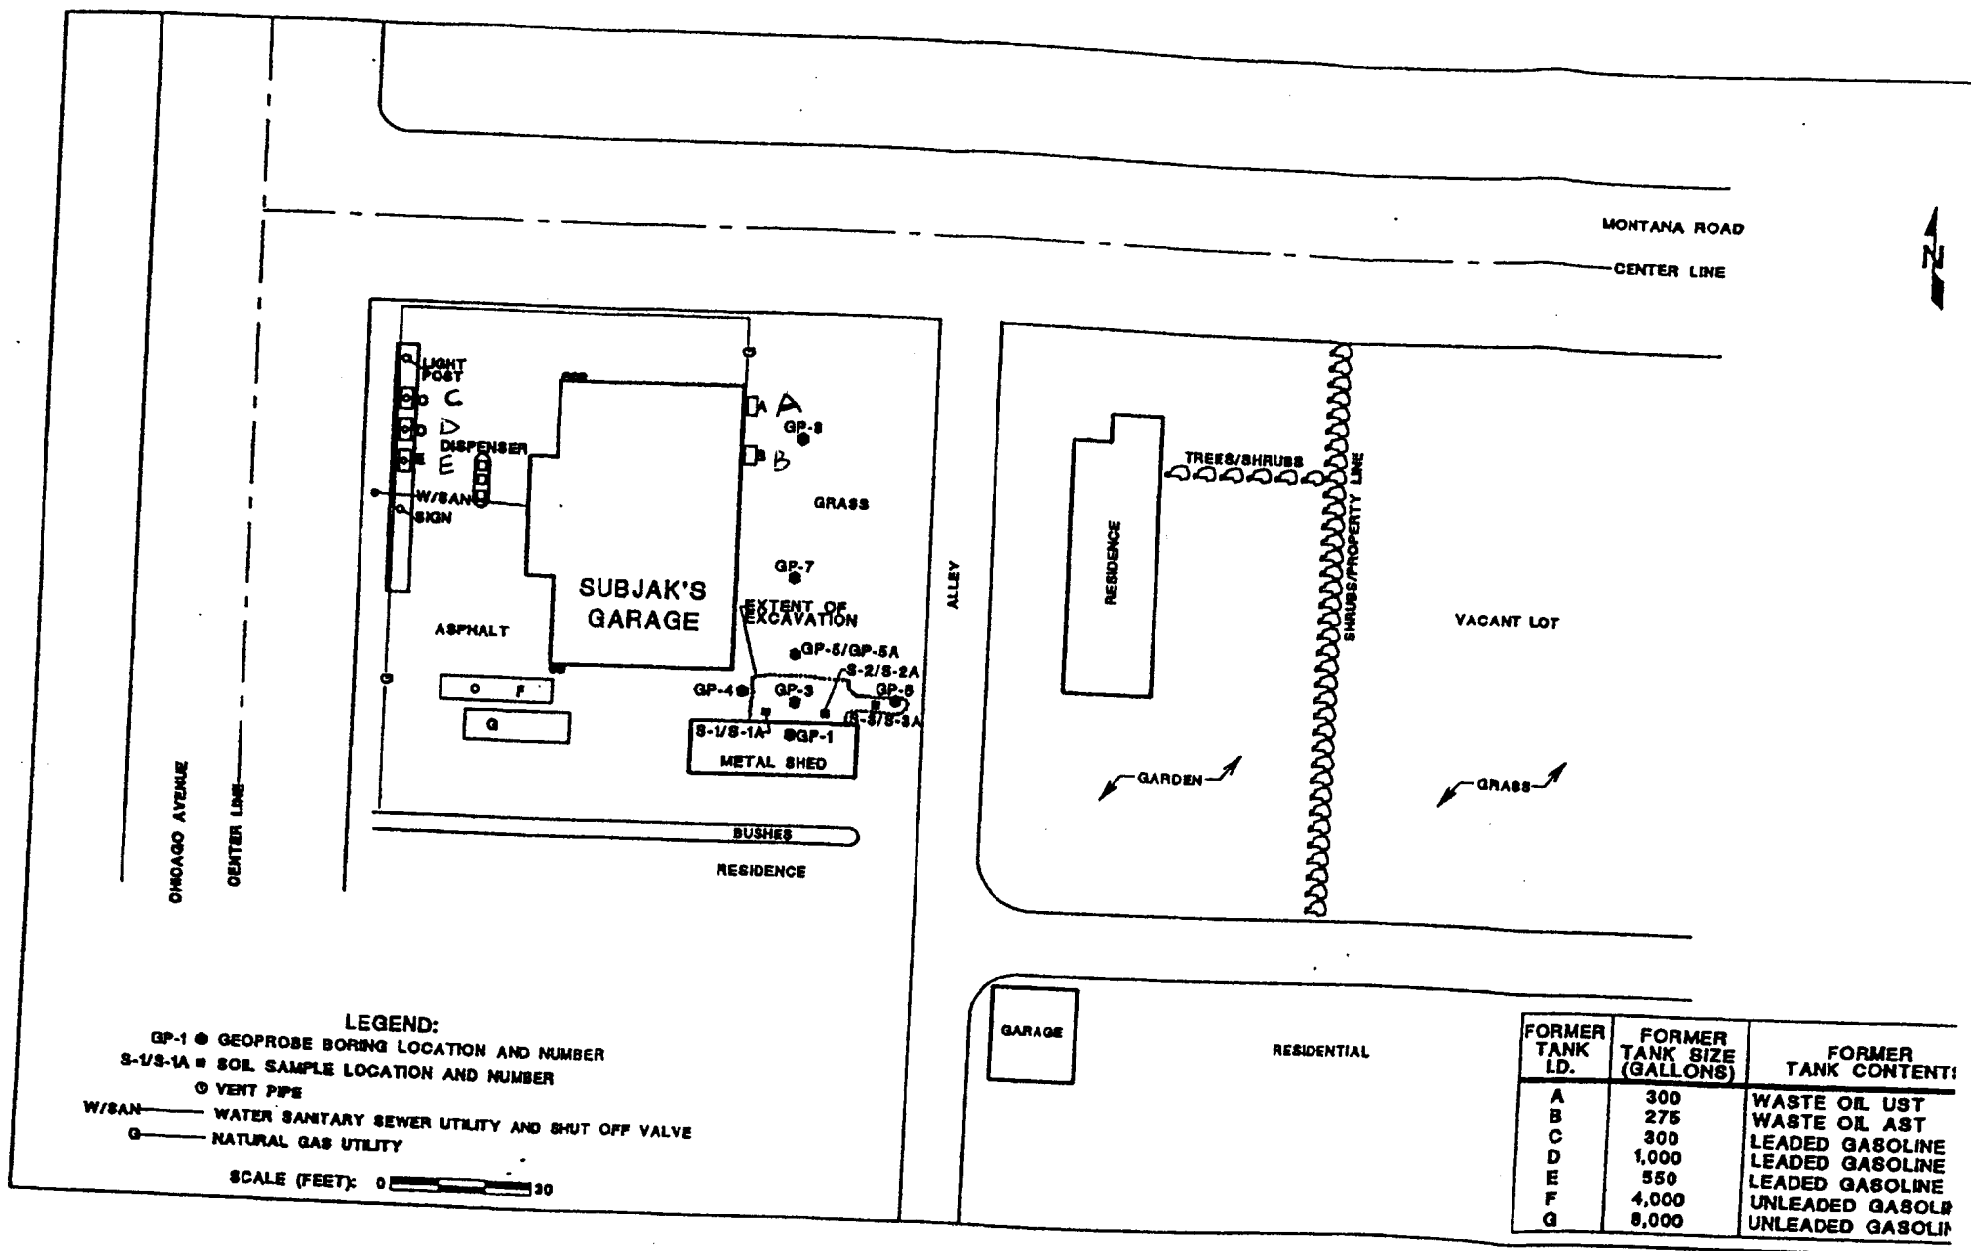 MONTANA ROAD
CENTER LINE
N
LIGHT
POST
C C
D D
E E
DISPENSER
W/SAN
SIGN
G
A A
GP-8
B B
GRASS
GP-7
SUBJAK'S
GARAGE
EXTENT OF
EXCAVATION
ASPHALT
GP-5/GP-5A
S-2/S-2A
GP-4
GP-3
GP-6
S-3/S-3A
G
F
G
S-1/S-1A
GP-1
METAL SHED
BUSHES
RESIDENCE
ALLEY
TREES/SHRUBS
RESIDENCE
SHRUBS/PROPERTY LINE
VACANT LOT
GARDEN
GRASS
CHICAGO AVENUE
CENTER LINE
GARAGE
RESIDENTIAL
LEGEND:
GP-1 GEOPROBE BORING LOCATION AND NUMBER
S-1/S-1A SOIL SAMPLE LOCATION AND NUMBER
VENT PIPE
W/SAN WATER SANITARY SEWER UTILITY AND SHUT OFF VALVE
G NATURAL GAS UTILITY
SCALE (FEET): 0 30
FORMER TANK I.D. FORMER TANK SIZE (GALLONS) FORMER TANK CONTENTS
A 300 WASTE OIL UST
B 275 WASTE OIL AST
C 300 LEADED GASOLINE
D 1,000 LEADED GASOLINE
E 550 LEADED GASOLINE
F 4,000 UNLEADED GASOLIN
G 8,000 UNLEADED GASOLIN